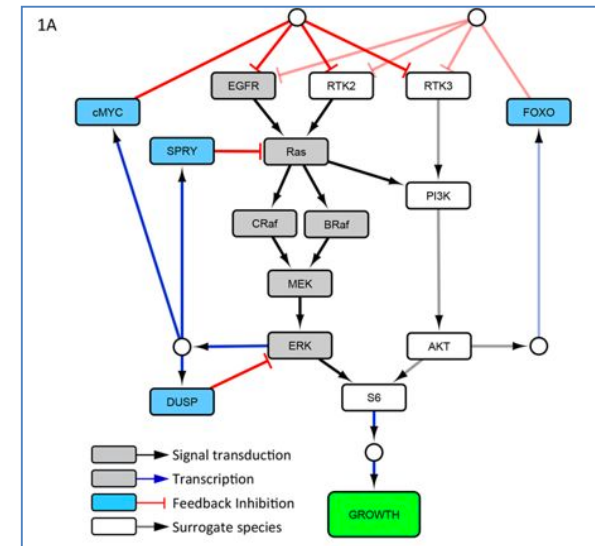 1A
EGFR
RTK2
RTK3
cMYC
FOXO
SPRY
Ras
PI3K
CRaf
BRaf
MEK
ERK
AKT
DUSP
S6
Signal transduction
Transcription
Feedback Inhibition
Surrogate species
GROWTH